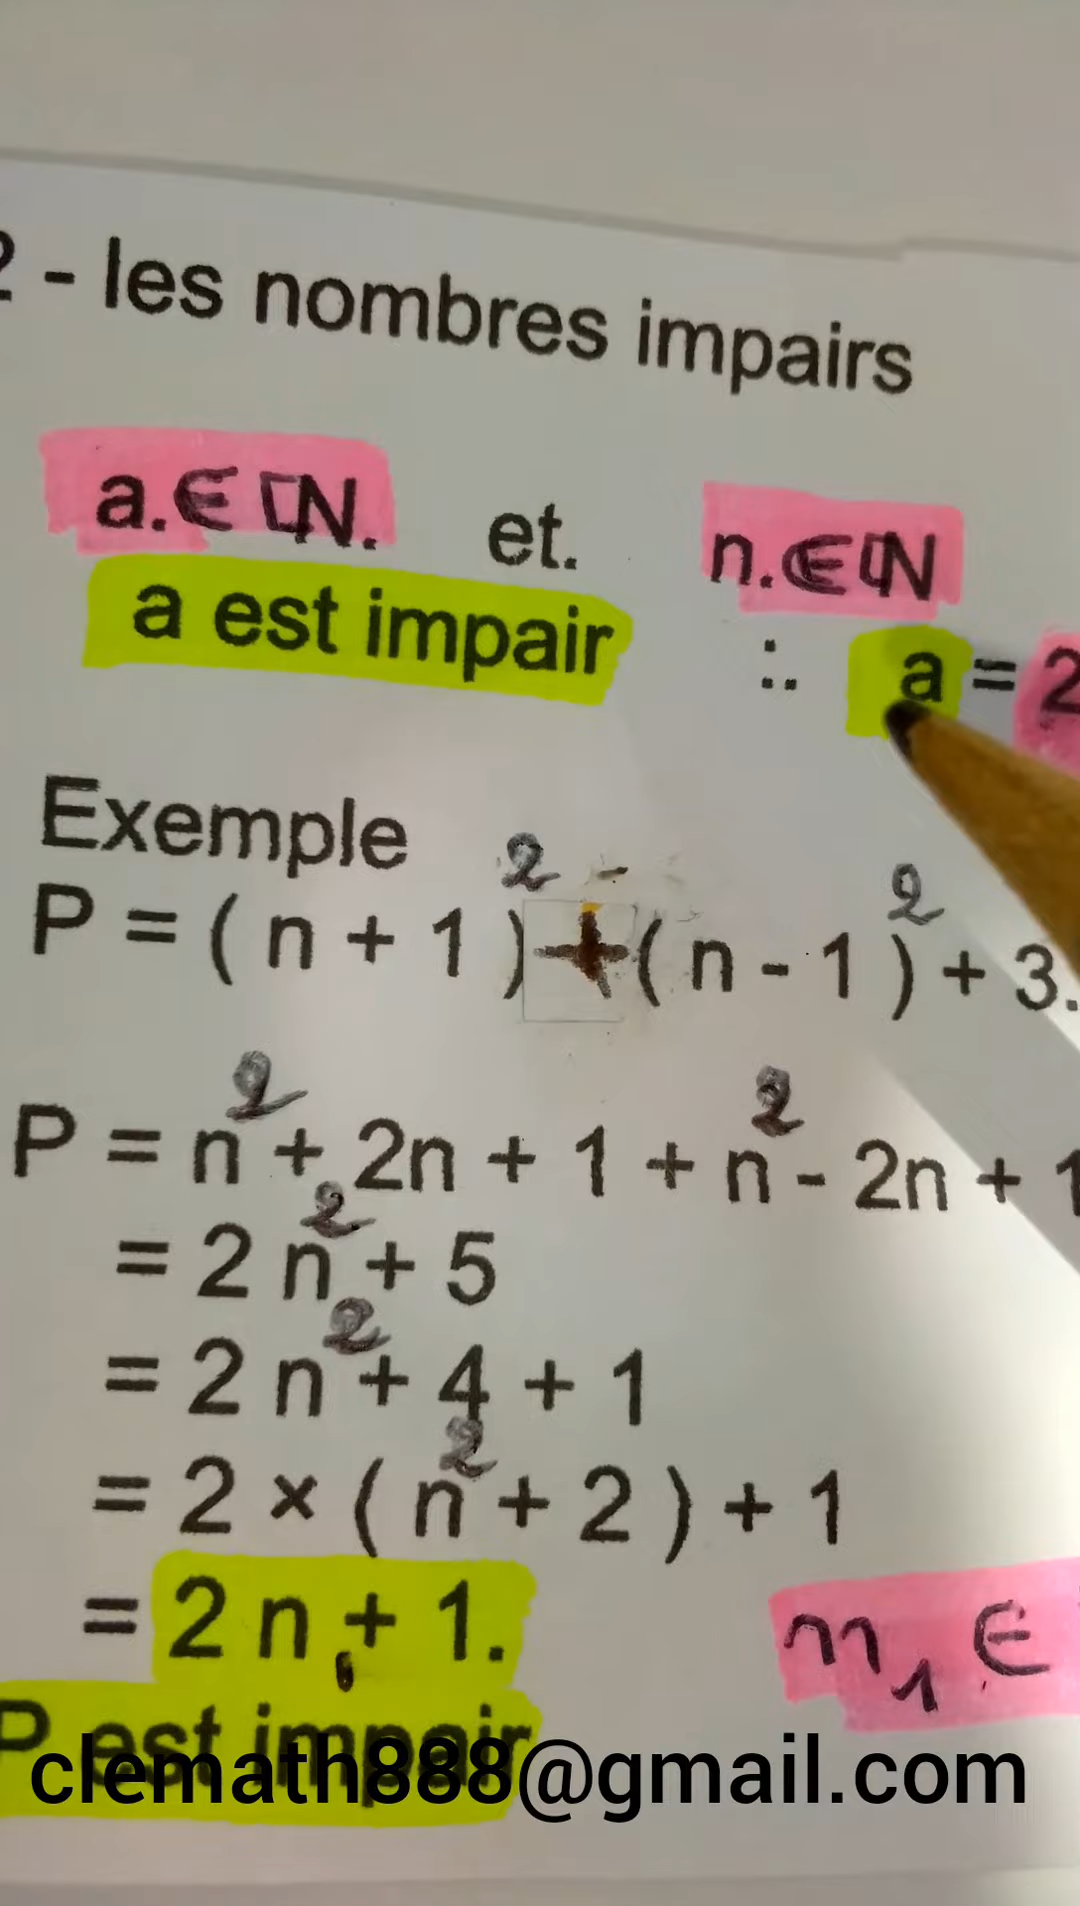 2 - les nombres impairs
a. ∈ ℕ. et. n. ∈ ℕ
a est impair : . a = 2
Exemple
P = ( n + 1 )² + ( n - 1 )² + 3.
P = n² + 2n + 1 + n² - 2n + 1
= 2 n² + 5
= 2 n² + 4 + 1
= 2 × ( n² + 2 ) + 1
= 2 n₁ + 1. n₁ ∈
P est impair
clemath888@gmail.com